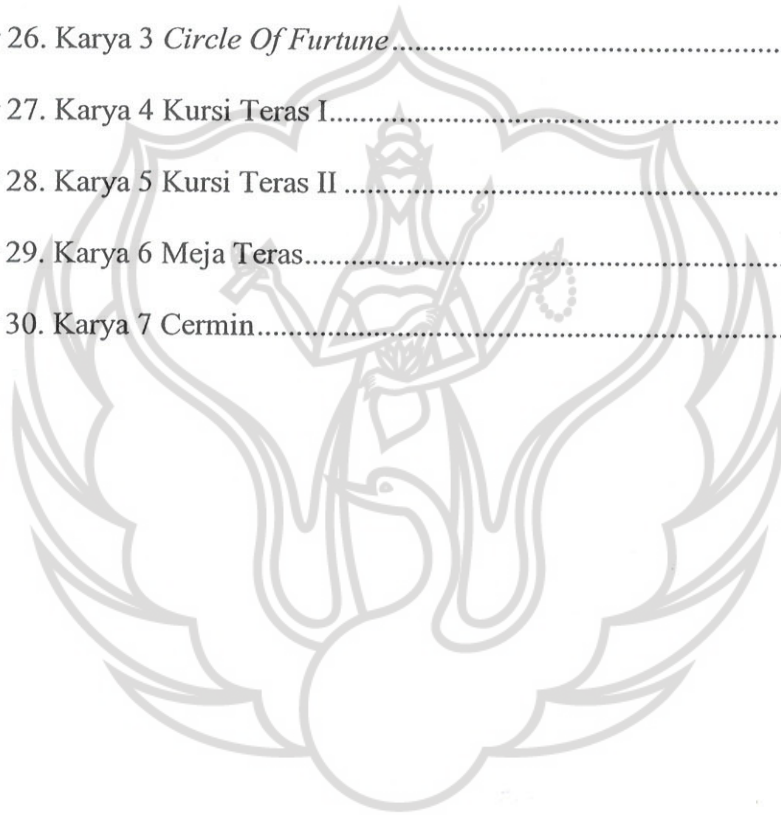 26. Karya 3 Circle Of Furtune........................................................
27. Karya 4 Kursi Teras I................................................................
28. Karya 5 Kursi Teras II ..............................................................
29. Karya 6 Meja Teras...................................................................
30. Karya 7 Cermin.........................................................................